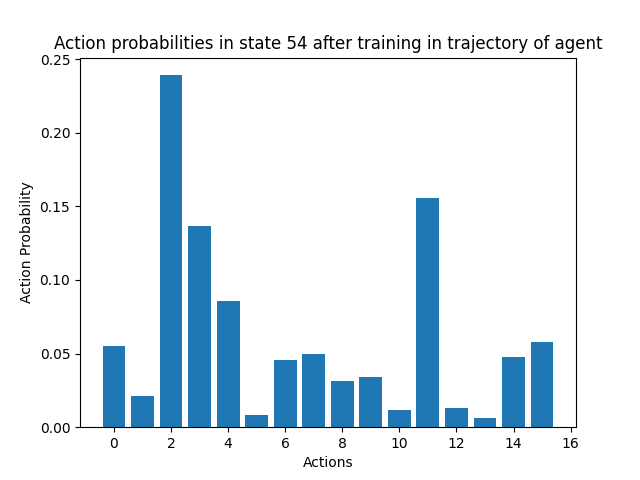 Action probabilities in state 54 after training in trajectory of agent
0.25
0.20
0.15
0.10
0.05
0.00
Action Probability
0 2 4 6 8 10 12 14 16
Actions